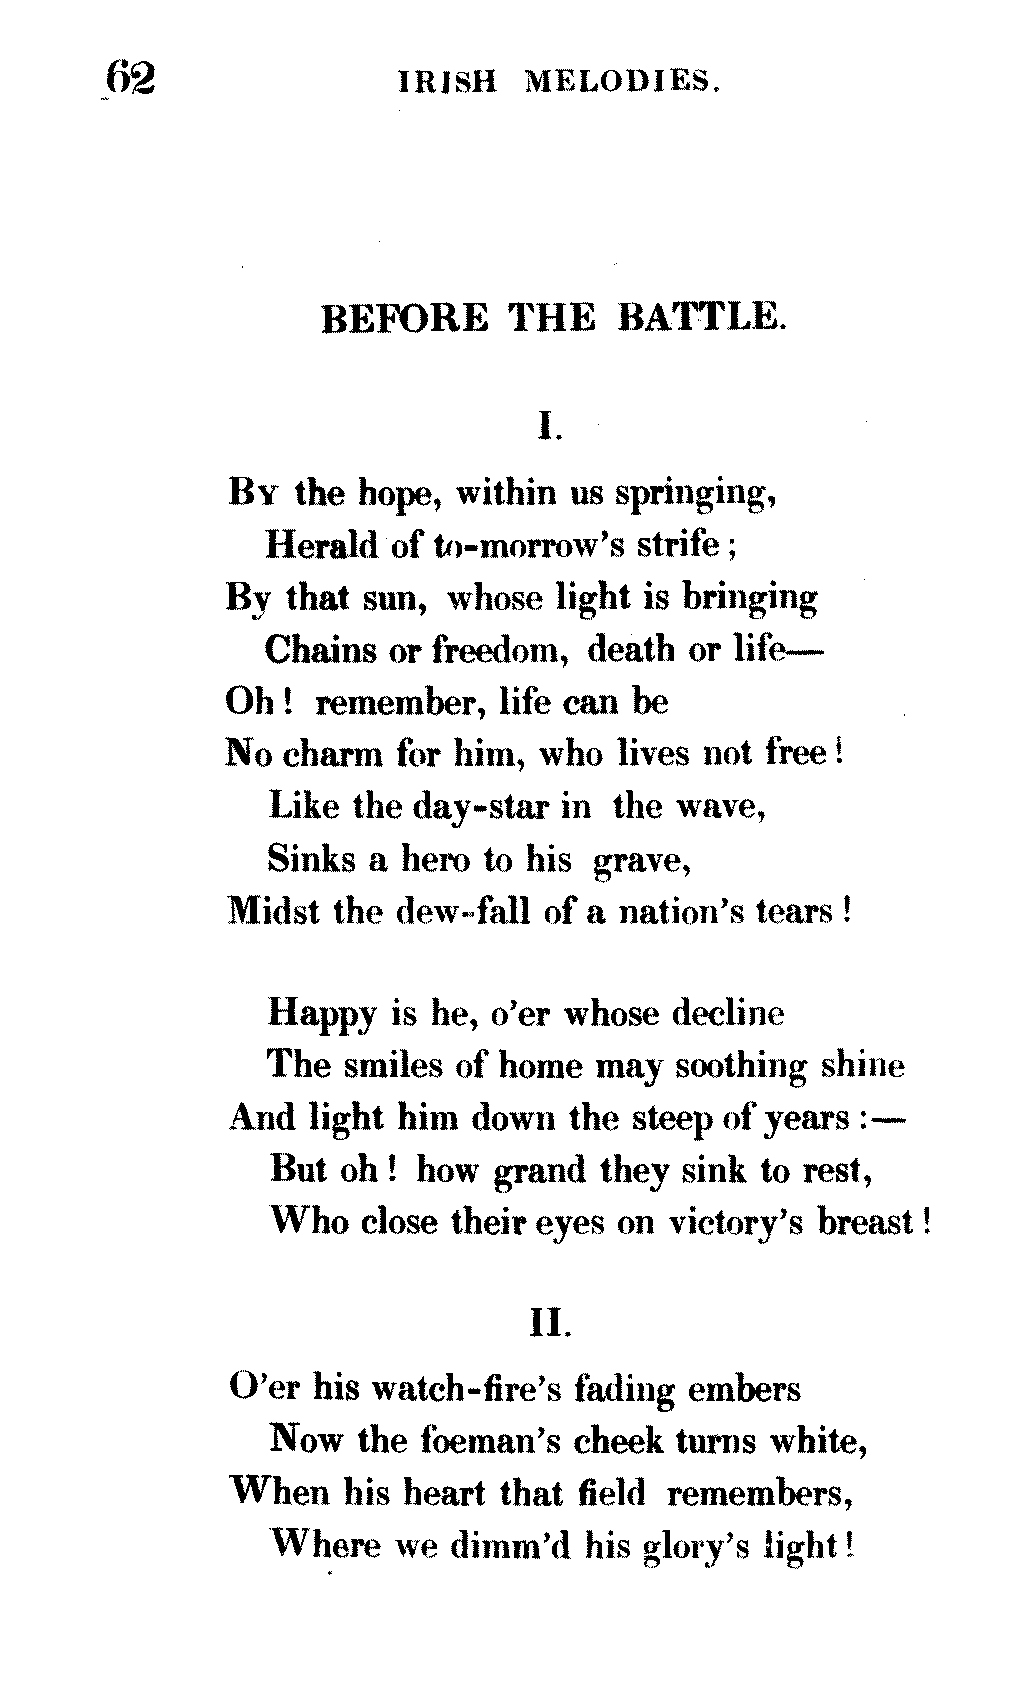 62 IRISH MELODIES.
BEFORE THE BATTLE.
I.
BY the hope, within us springing,
Herald of to-morrow's strife;
By that sun, whose light is bringing
Chains or freedom, death or life—
Oh! remember, life can be
No charm for him, who lives not free!
Like the day-star in the wave,
Sinks a hero to his grave,
Midst the dew-fall of a nation's tears!
Happy is he, o'er whose decline
The smiles of home may soothing shine
And light him down the steep of years:—
But oh! how grand they sink to rest,
Who close their eyes on victory's breast!
II.
O'er his watch-fire's fading embers
Now the foeman's cheek turns white,
When his heart that field remembers,
Where we dimm'd his glory's light!